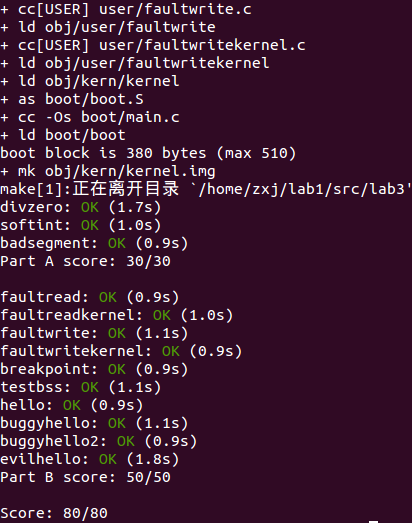 + cc[USER] user/faultwrite.c
+ ld obj/user/faultwrite
+ cc[USER] user/faultwritekernel.c
+ ld obj/user/faultwritekernel
+ ld obj/kern/kernel
+ as boot/boot.S
+ cc -Os boot/main.c
+ ld boot/boot
boot block is 380 bytes (max 510)
+ mk obj/kern/kernel.img
make[1]:正在离开目录 `/home/zxj/lab1/src/lab3'
divzero: OK (1.7s)
softint: OK (1.0s)
badsegment: OK (0.9s)
Part A score: 30/30
faultread: OK (0.9s)
faultreadkernel: OK (1.0s)
faultwrite: OK (1.1s)
faultwritekernel: OK (0.9s)
breakpoint: OK (0.9s)
testbss: OK (1.1s)
hello: OK (0.9s)
buggyhello: OK (1.1s)
buggyhello2: OK (0.9s)
evilhello: OK (1.8s)
Part B score: 50/50
Score: 80/80